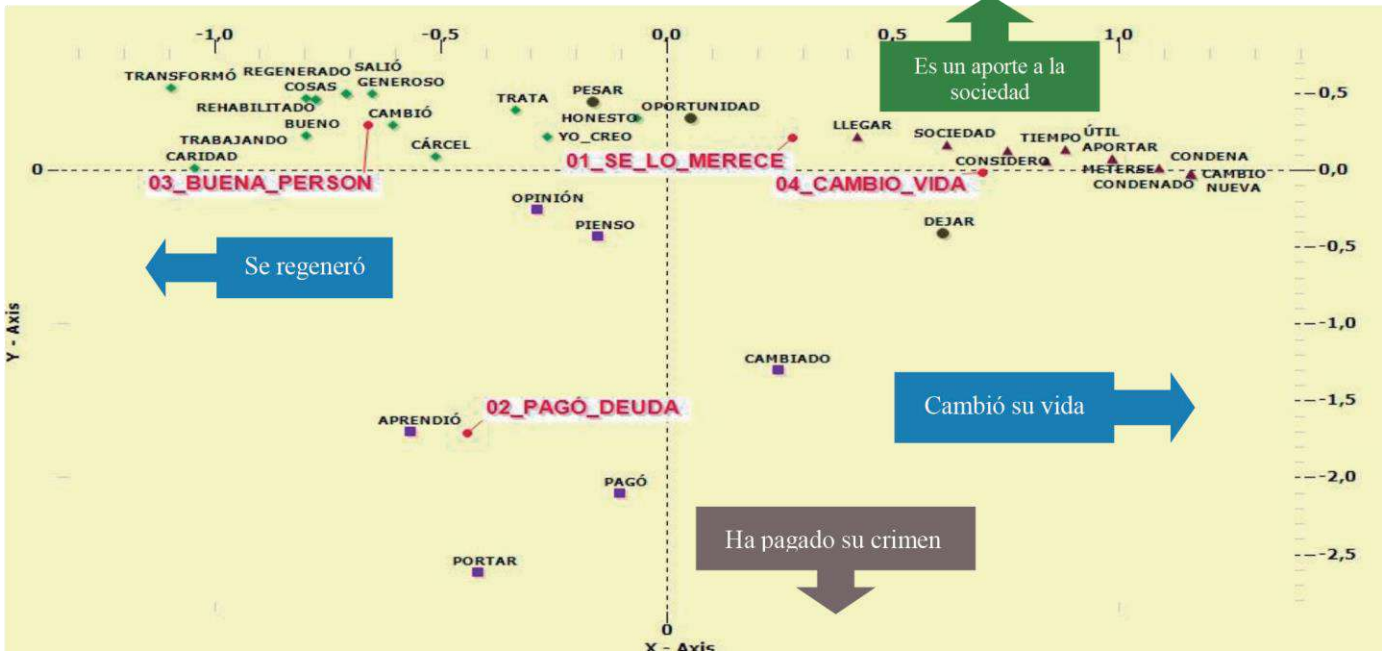 -1,0
-0,5
0,0
0,5
1,0
Es un aporte a la
sociedad
TRANSFORMÓ
REGENERADO
SALIÓ
COSAS
GENEROSO
REHABILITADO
CAMBIÓ
BUENO
TRABAJANDO
CÁRCEL
CARIDAD
TRATA
PESAR
HONESTO
OPORTUNIDAD
YO_CREO
01_SE_LO_MERECE
LLEGAR
SOCIEDAD
TIEMPO
ÚTIL
CONSIDERO
APORTAR
METERSE
CONDENA
CONDENADO
CAMBIO
NUEVA
0,5
0
0,0
03_BUENA_PERSON
04_CAMBIO_VIDA
OPINIÓN
PIENSO
DEJAR
-0,5
Se regeneró
Y - Axis
-1,0
CAMBIADO
Cambió su vida
02_PAGÓ_DEUDA
APRENDIÓ
-1,5
PAGÓ
-2,0
Ha pagado su crimen
PORTAR
-2,5
0
X - Axis